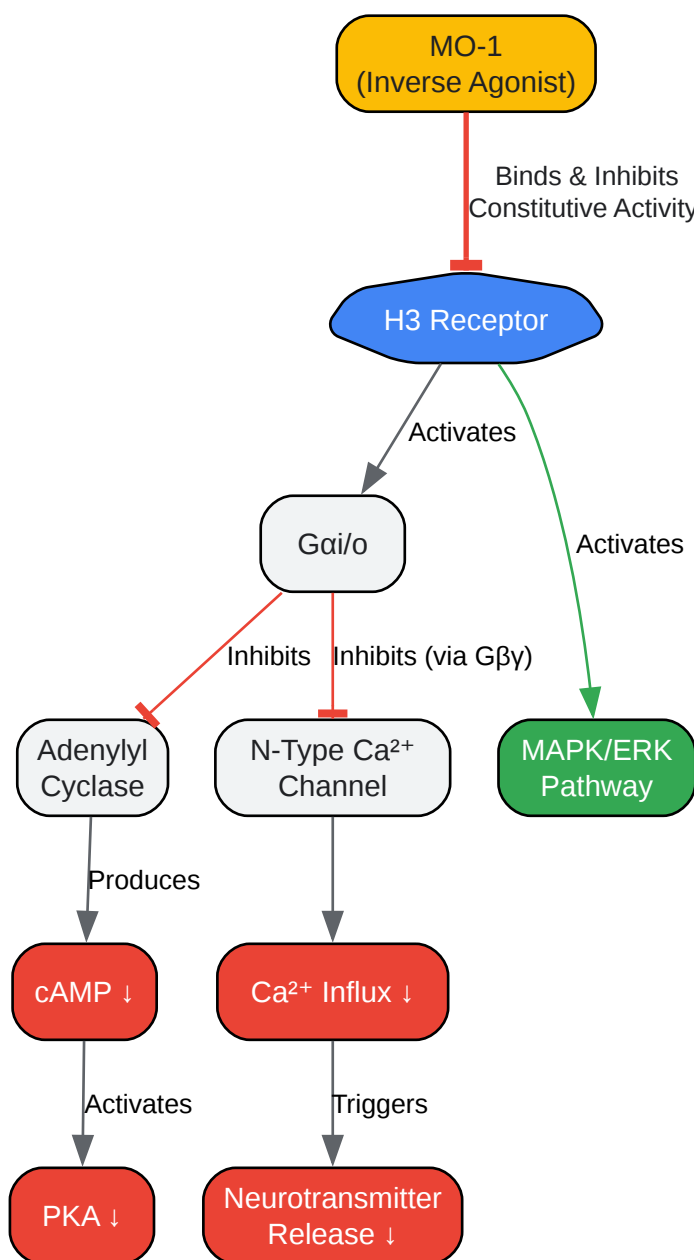 MO-1
(Inverse Agonist)
Binds & Inhibits
Constitutive Activity
H3 Receptor
Activates
Gαi/o
Activates
Inhibits
Inhibits (via Gβγ)
Adenylyl
Cyclase
N-Type Ca²⁺
Channel
MAPK/ERK
Pathway
Produces
cAMP ↓
Ca²⁺ Influx ↓
Activates
Triggers
PKA ↓
Neurotransmitter
Release ↓